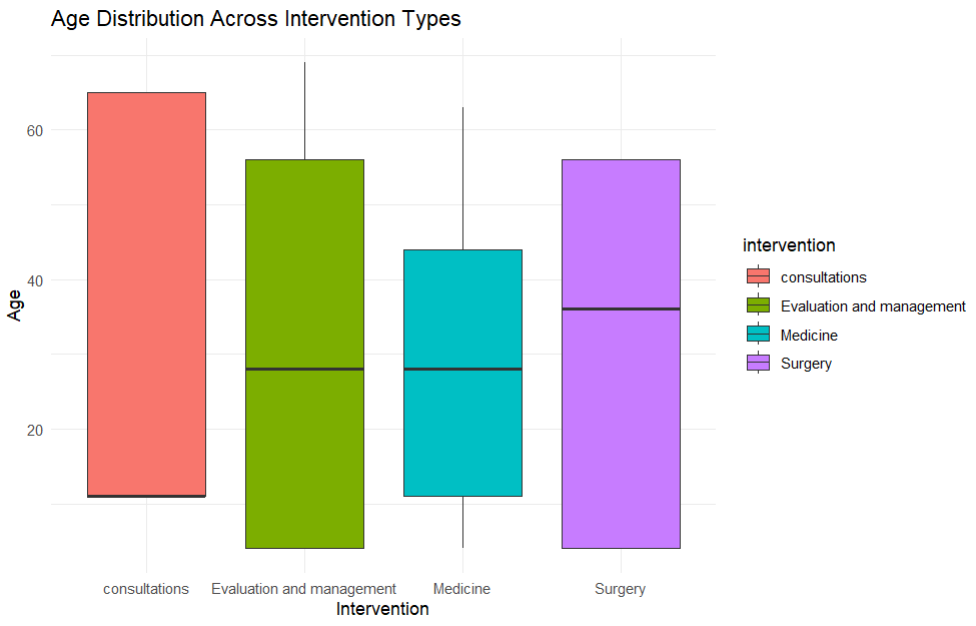 Age Distribution Across Intervention Types
60
40
20
Age
consultations
Evaluation and management
Medicine
Surgery
Intervention
intervention
consultations
Evaluation and management
Medicine
Surgery